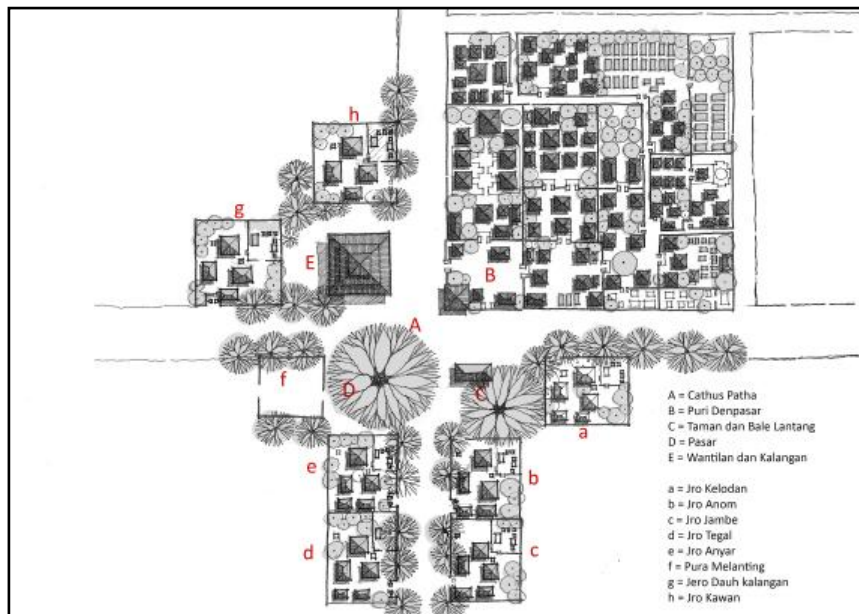 h
g
E
B
A
f
D
C
a
e
b
d
c
A = Cathus Patha
B = Puri Denpasar
C = Taman dan Bale Lantang
D = Pasar
E = Wantilan dan Kalangan
a = Jro Kelodan
b = Jro Anom
c = Jro Jambe
d = Jro Tegal
e = Jro Anyar
f = Pura Melanting
g = Jero Dauh kalangan
h = Jro Kawan